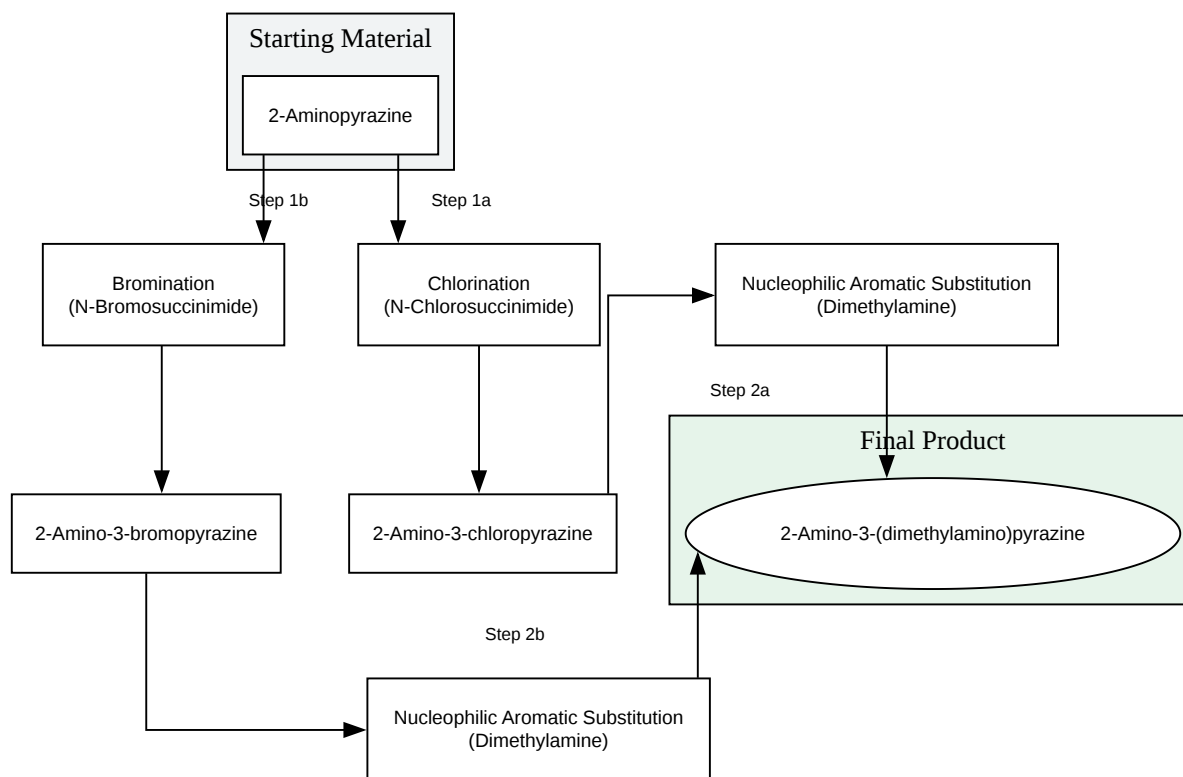 Starting Material
2-Aminopyrazine
Step 1b
Step 1a
Bromination
(N-Bromosuccinimide)
Chlorination
(N-Chlorosuccinimide)
Nucleophilic Aromatic Substitution
(Dimethylamine)
Step 2a
Final Product
2-Amino-3-bromopyrazine
2-Amino-3-chloropyrazine
2-Amino-3-(dimethylamino)pyrazine
Step 2b
Nucleophilic Aromatic Substitution
(Dimethylamine)